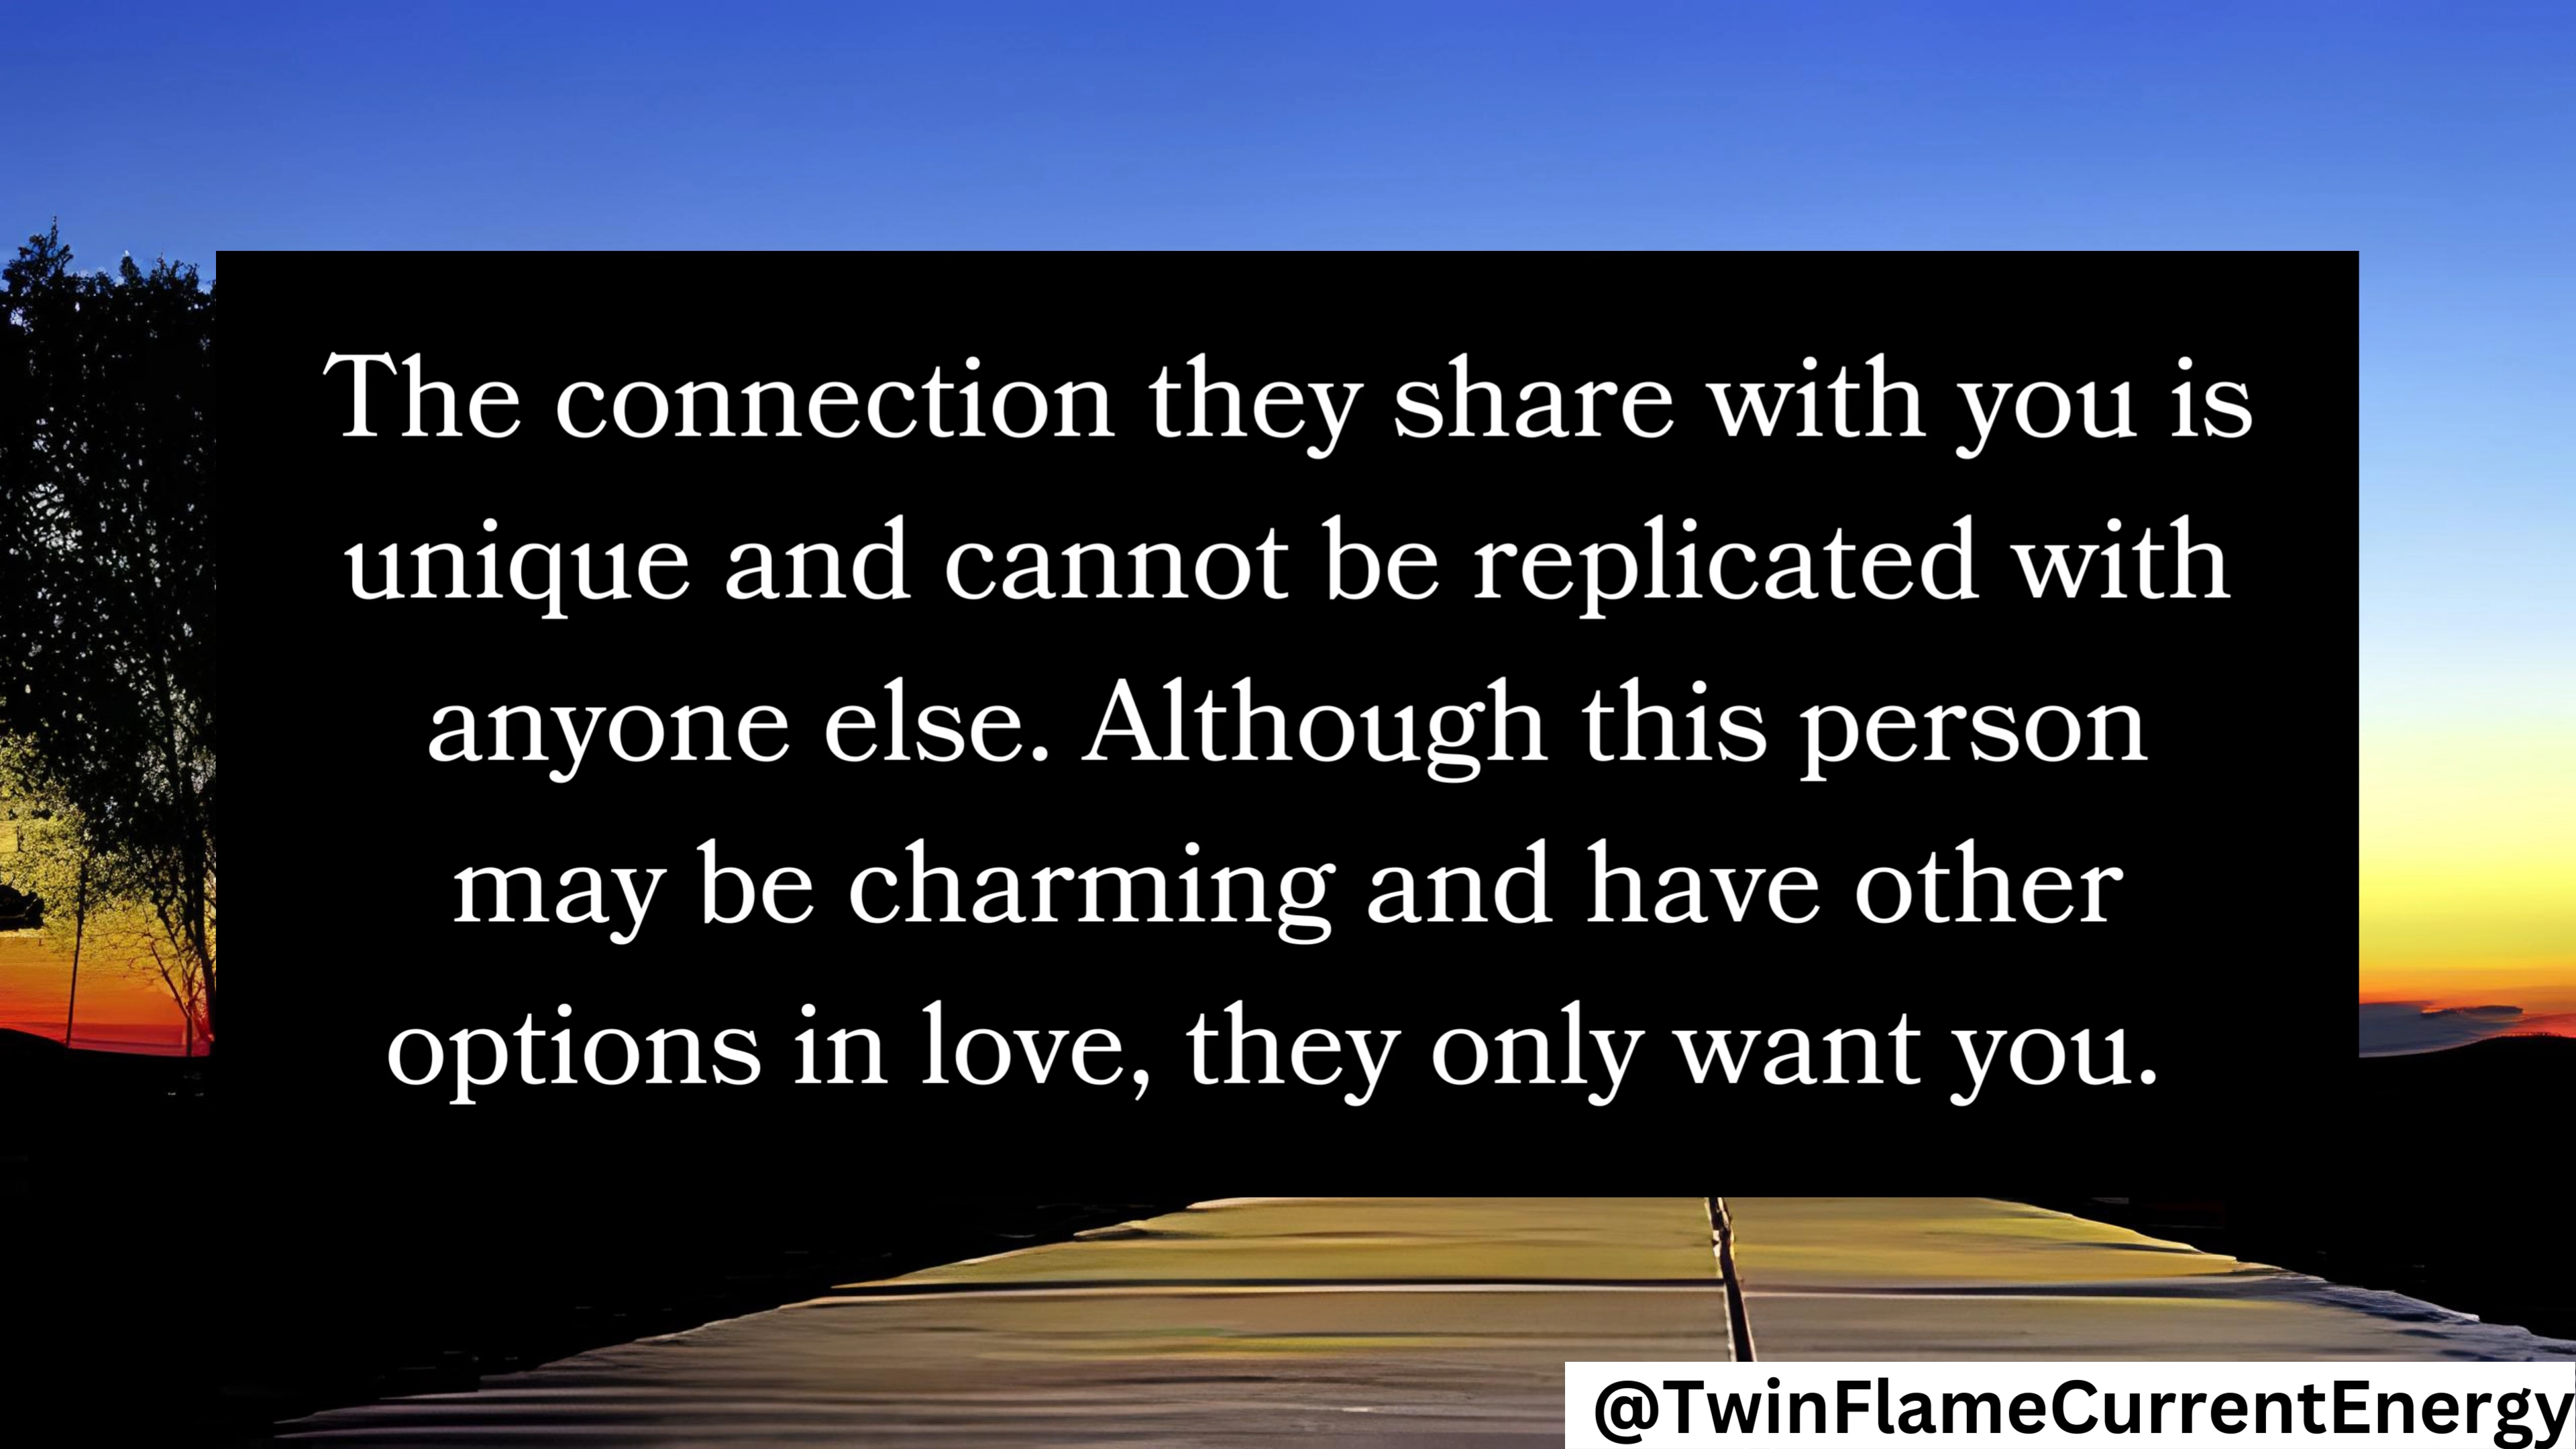 The connection they share with you is
unique and cannot be replicated with
anyone else. Although this person
may be charming and have other
options in love, they only want you.
@TwinFlameCurrentEnergy